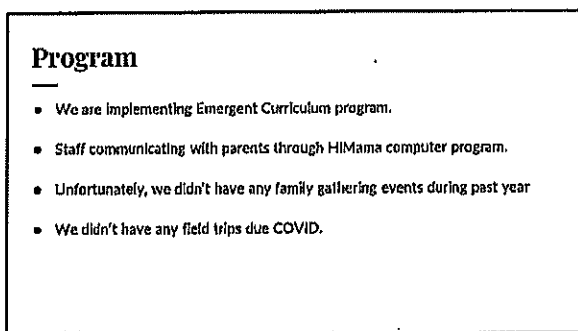 Program
• We are implementing Emergent Curriculum program.
• Staff communicating with parents through HiMama computer program.
• Unfortunately, we didn't have any family gathering events during past year
• We didn't have any field trips due COVID.